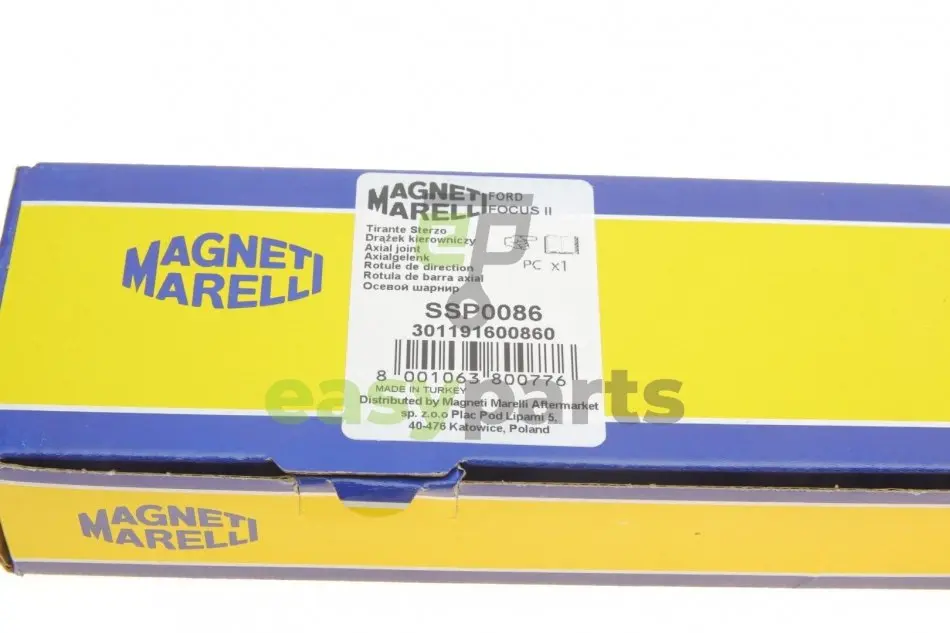 MAGNETI
MARELLI
MAGNETI
MARELLI
FORD
FOCUS II
Tirante Sterzo
Drążek kierowniczy
Axial joint
Axialgelenk
Rotule de direction
Rotula de barra axial
Осевой шарнир
PC x1
SSP0086
301191600860
8 001063 800776
MADE IN TURKEY
Distributed by Magneti Marelli Aftermarket
sp. z.o.o Plac Pod Lipami 5,
40-476 Katowice, Poland
easyparts
MAGNETI
MARELLI